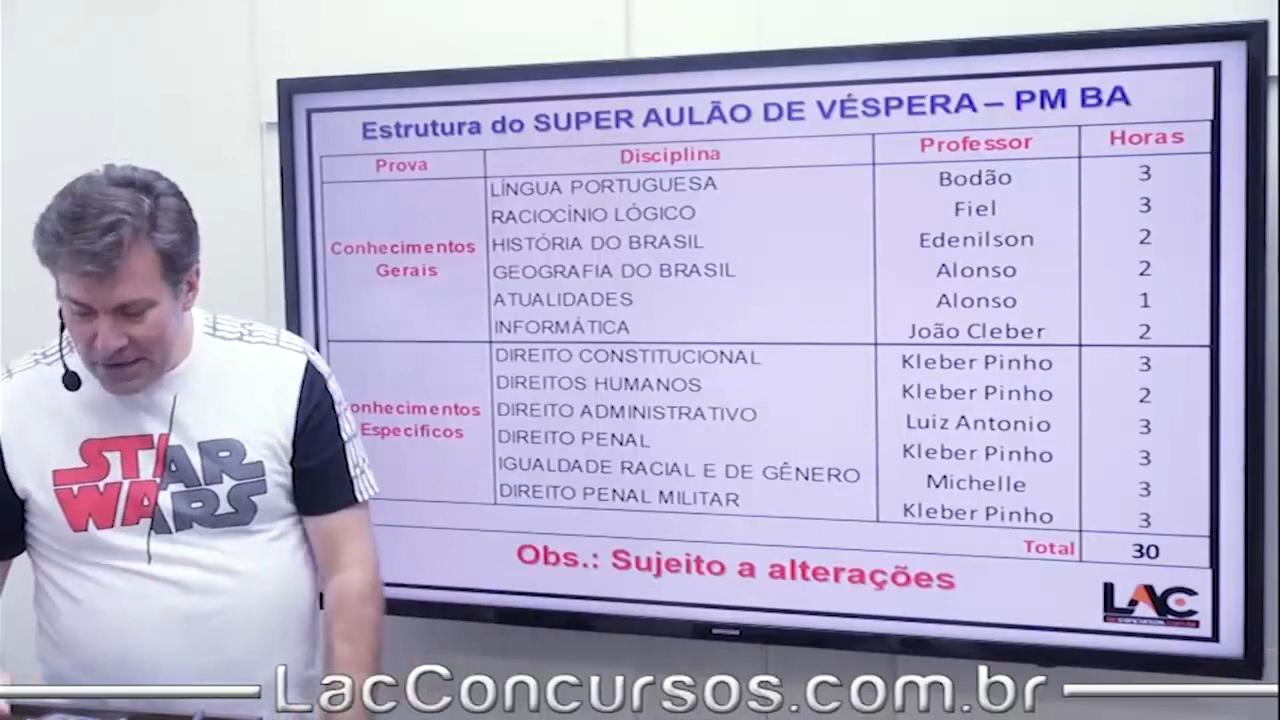 Estrutura do SUPER AULÃO DE VÉSPERA – PM BA
Prova Disciplina Professor Horas
Conhecimentos Gerais
LÍNGUA PORTUGUESA Bodão 3
RACIOCÍNIO LÓGICO Fiel 3
HISTÓRIA DO BRASIL Edenilson 2
GEOGRAFIA DO BRASIL Alonso 2
ATUALIDADES Alonso 1
INFORMÁTICA João Cleber 2
onhecimentos Específicos
DIREITO CONSTITUCIONAL Kleber Pinho 3
DIREITOS HUMANOS Kleber Pinho 2
DIREITO ADMINISTRATIVO Luiz Antonio 3
DIREITO PENAL Kleber Pinho 3
IGUALDADE RACIAL E DE GÊNERO Michelle 3
DIREITO PENAL MILITAR Kleber Pinho 3
Total 30
Obs.: Sujeito a alterações
LAC
STAR
WARS
LacConcursos.com.br